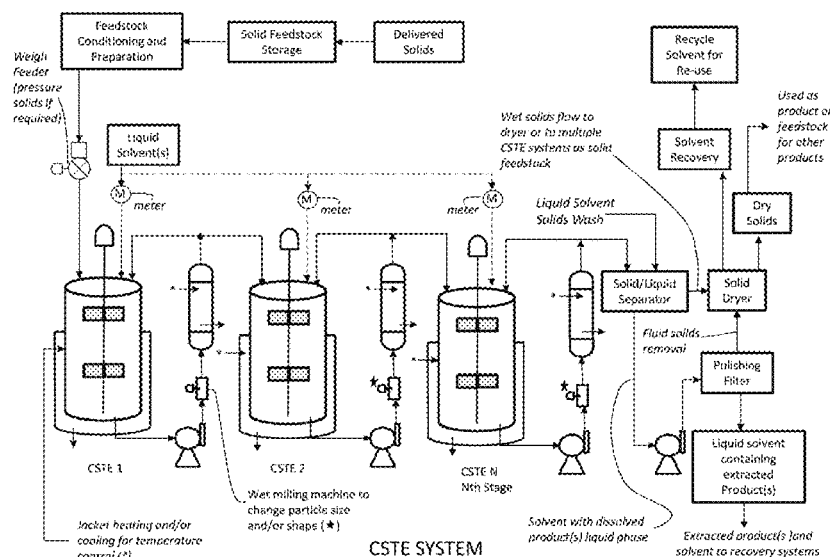 Feedstock
Conditioning and
Preparation
Solid Feedstock
Storage
Delivered
Solids
Recycle
Solvent for
Re-use
Weigh
Feeder
(pressure
solids if
required)
Liquid
Solvent(s)
Wet solids flow to
dryer or to multiple
CSTE systems as solid
feedstock
Used as
product or
feedstock
for other
products
Solvent
Recovery
M
meter
M
meter
M
meter
Liquid Solvent
Solids Wash
Dry
Solids
Solid/Liquid
Separator
Solid
Dryer
Fluid solids
removal
Polishing
Filter
Liquid solvent
containing
extracted
Product(s)
CSTE 1
CSTE 2
CSTE N
Nth Stage
Wet milling machine to
change particle size
and/or shape (★)
Jacket heating and/or
cooling for temperature
control (*)
Solvent with dissolved
product(s) liquid phase
Extracted product(s) and
solvent to recovery systems
CSTE SYSTEM